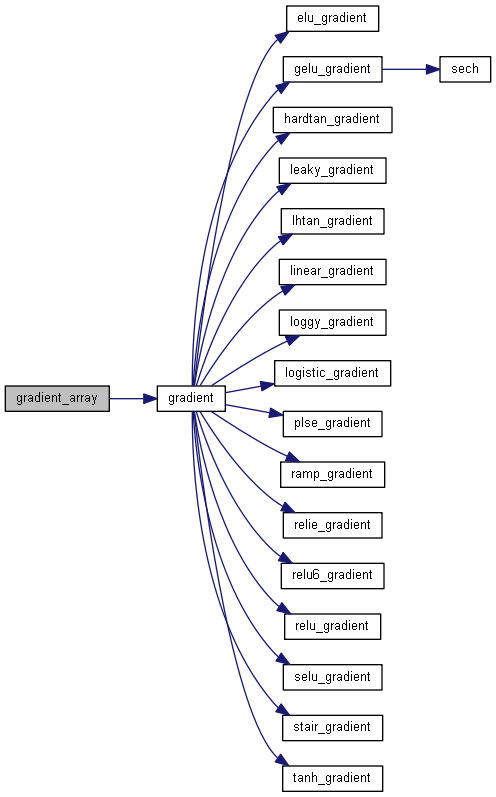 elu_gradient
gelu_gradient
sech
hardtan_gradient
leaky_gradient
lhtan_gradient
linear_gradient
loggy_gradient
logistic_gradient
gradient_array
gradient
plse_gradient
ramp_gradient
relie_gradient
relu6_gradient
relu_gradient
selu_gradient
stair_gradient
tanh_gradient